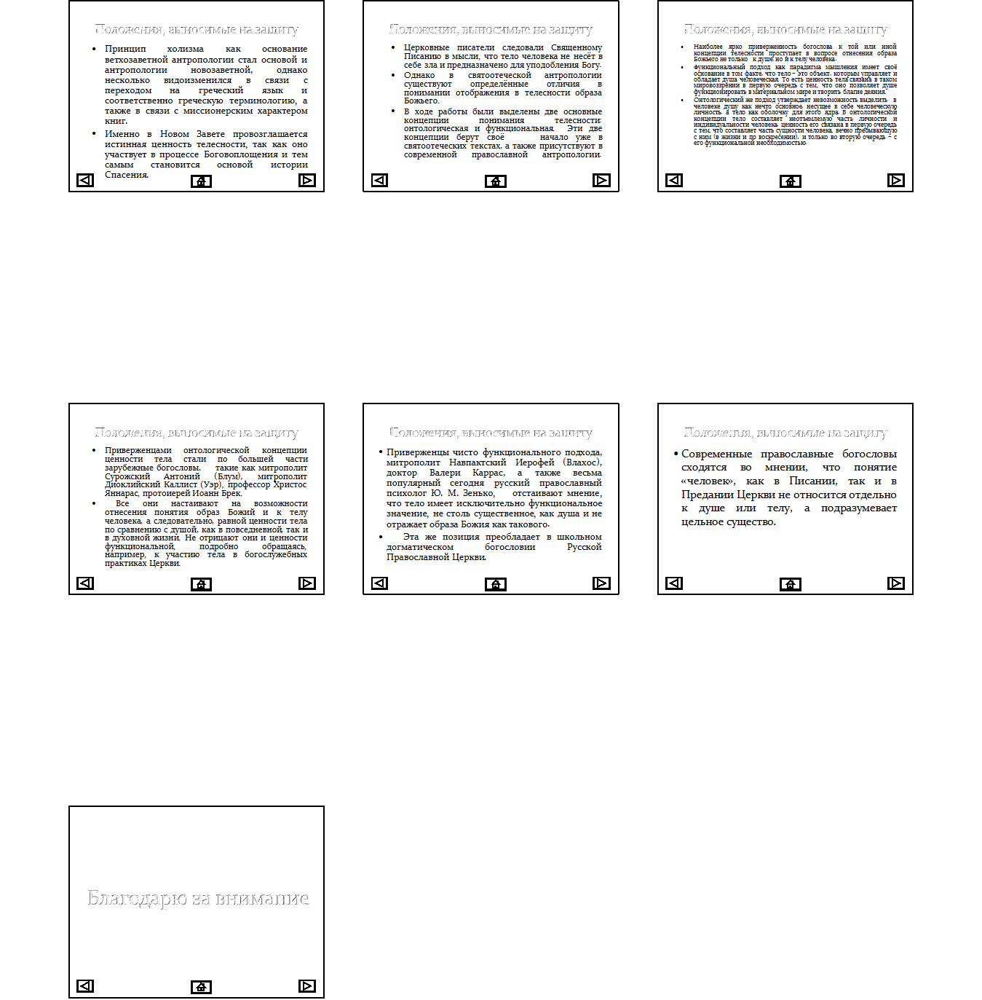 Положения, выносимые на защиту
• Принцип холизма как основание
ветхозаветной антропологии стал основой и
антропологии новозаветной, однако
несколько видоизменился в связи с
переходом на греческий язык и
соответственно греческую терминологию, а
также в связи с миссионерским характером
книг.
• Именно в Новом Завете провозглашается
истинная ценность телесности, так как оно
участвует в процессе Боговоплощения и тем
самым становится основой истории
Спасения.
Положения, выносимые на защиту
• Церковные писатели следовали Священному
Писанию в мысли, что тело человека не несёт в
себе зла и предназначено для уподобления Богу.
• Однако в святоотеческой антропологии
существуют определённые отличия в
понимании отображения в телесности образа
Божьего.
• В ходе работы были выделены две основные
концепции понимания телесности:
онтологическая и функциональная. Эти две
концепции берут своё начало уже в
святоотеческих текстах, а также присутствуют в
современной православной антропологии.
Положения, выносимые на защиту
• Наиболее ярко приверженность богослова к той или иной
концепции телесности проступает в вопросе отнесения образа
Божьего не только к душе, но и к телу человека.
• Функциональный подход как парадигма мышления имеет своё
основание в том факте, что тело – это объект, которым управляет и
обладает душа человеческая. То есть ценность тела связана в таком
мировоззрении в первую очередь с тем, что оно позволяет душе
функционировать в материальном мире и творить благие деяния.
• Онтологический же подход утверждает невозможность выделить в
человеке душу как нечто основное, несущее в себе человеческую
личность, а тело как оболочку для этого ядра. В онтологической
концепции тело составляет неотъемлемую часть личности и
индивидуальности человека, ценность его связана в первую очередь
с тем, что составляет часть сущности человека, вечно пребывающую
с ним (в жизни и по воскресении), и только во вторую очередь – с
его функциональной необходимостью.
Положения, выносимые на защиту
• Приверженцами онтологической концепции
ценности тела стали по большей части
зарубежные богословы, такие как митрополит
Сурожский Антоний (Блум), митрополит
Диоклийский Каллист (Уэр), профессор Христос
Яннарас, протоиерей Иоанн Брек.
• Все они настаивают на возможности
отнесения понятия образ Божий и к телу
человека, а следовательно, равной ценности тела
по сравнению с душой, как в повседневной, так и
в духовной жизни. Не отрицают они и ценности
функциональной, подробно обращаясь,
например, к участию тела в богослужебных
практиках Церкви.
Положения, выносимые на защиту
• Приверженцы чисто функционального подхода,
митрополит Навпактский Иерофей (Влахос),
доктор Валери Каррас, а также весьма
популярный сегодня русский православный
психолог Ю. М. Зенько, отстаивают мнение,
что тело имеет исключительно функциональное
значение, не столь существенное, как душа и не
отражает образа Божия как такового.
• Эта же позиция преобладает в школьном
догматическом богословии Русской
Православной Церкви.
Положения, выносимые на защиту
• Современные православные богословы
сходятся во мнении, что понятие
«человек», как в Писании, так и в
Предании Церкви не относится отдельно
к душе или телу, а подразумевает
цельное существо.
Благодарю за внимание